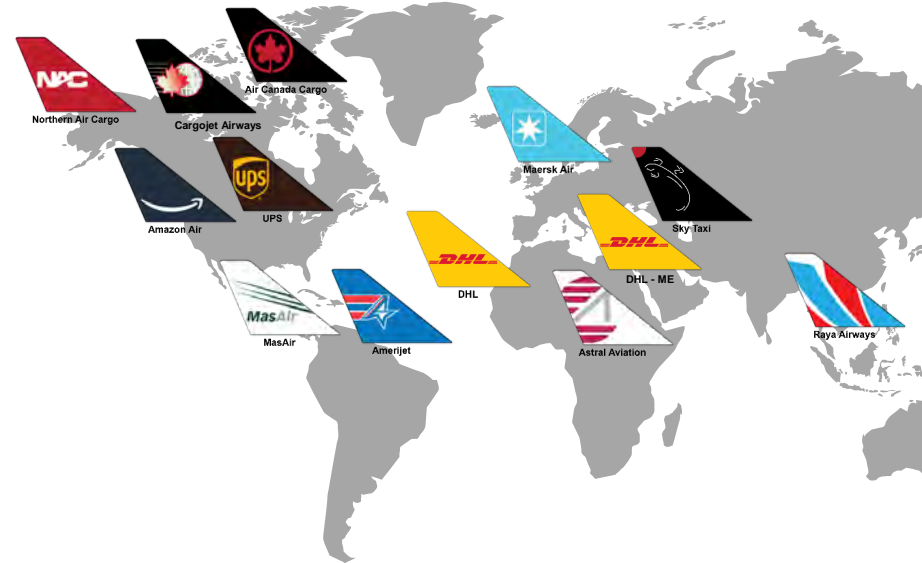 NAC
Northern Air Cargo
Cargojet Airways
Air Canada Cargo
Amazon Air
ups
UPS
Maersk Air
Sky Taxi
DHL
DHL
DHL
DHL - ME
MasAir
MasAir
Amerijet
Astral Aviation
Raya Airways